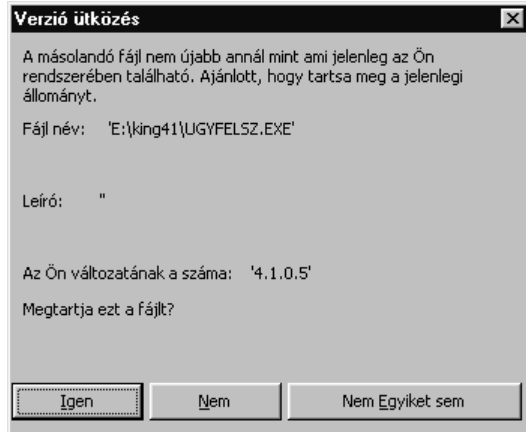 Verzió ütközés
A másolandó fájl nem újabb annál mint ami jelenleg az Ön
rendszerében található. Ajánlott, hogy tartsa meg a jelenlegi
állományt.
Fájl név: 'E:\king41\UGYFELSZ.EXE'
Leíró: ''
Az Ön változatának a száma: '4.1.0.5'
Megtartja ezt a fájlt?
Igen Nem Nem Egyiket sem